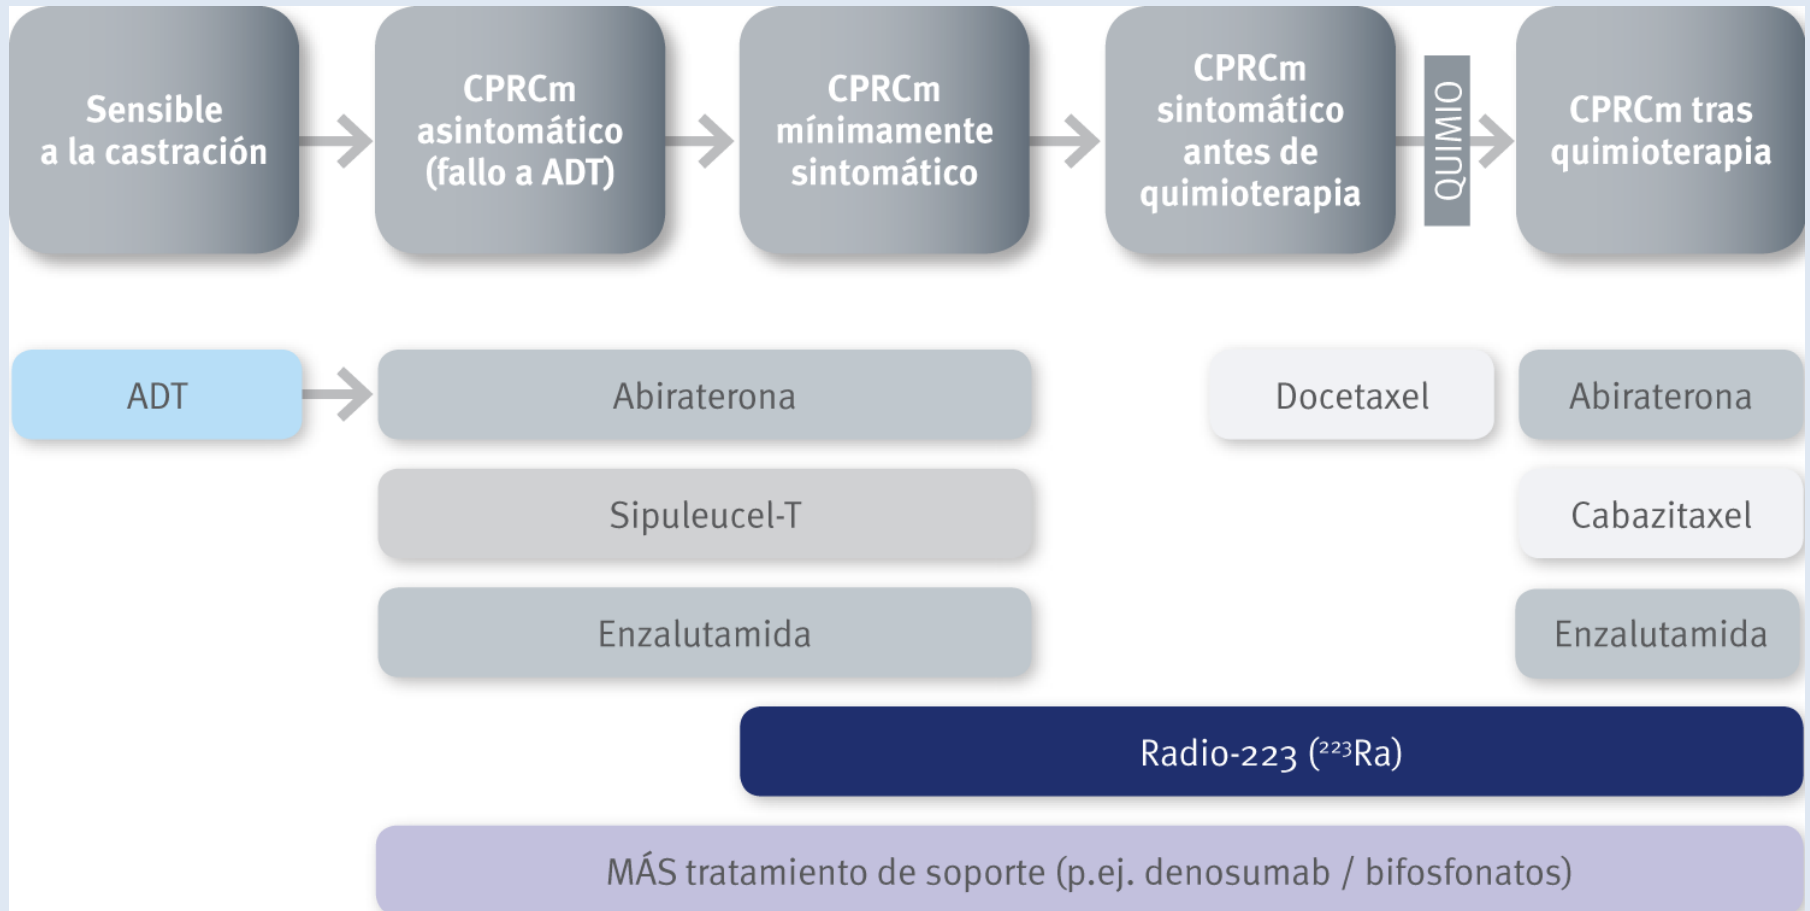 Sensible
a la castración
CPRCm
asintomático
(fallo a ADT)
CPRCm
mínimamente
sintomático
CPRCm
sintomático
antes de
quimioterapia
QUIMIO
CPRCm tras
quimioterapia
ADT
Abiraterona
Docetaxel
Abiraterona
Sipuleucel-T
Cabazitaxel
Enzalutamida
Enzalutamida
Radio-223 (²²³Ra)
MÁS tratamiento de soporte (p.ej. denosumab / bifosfonatos)